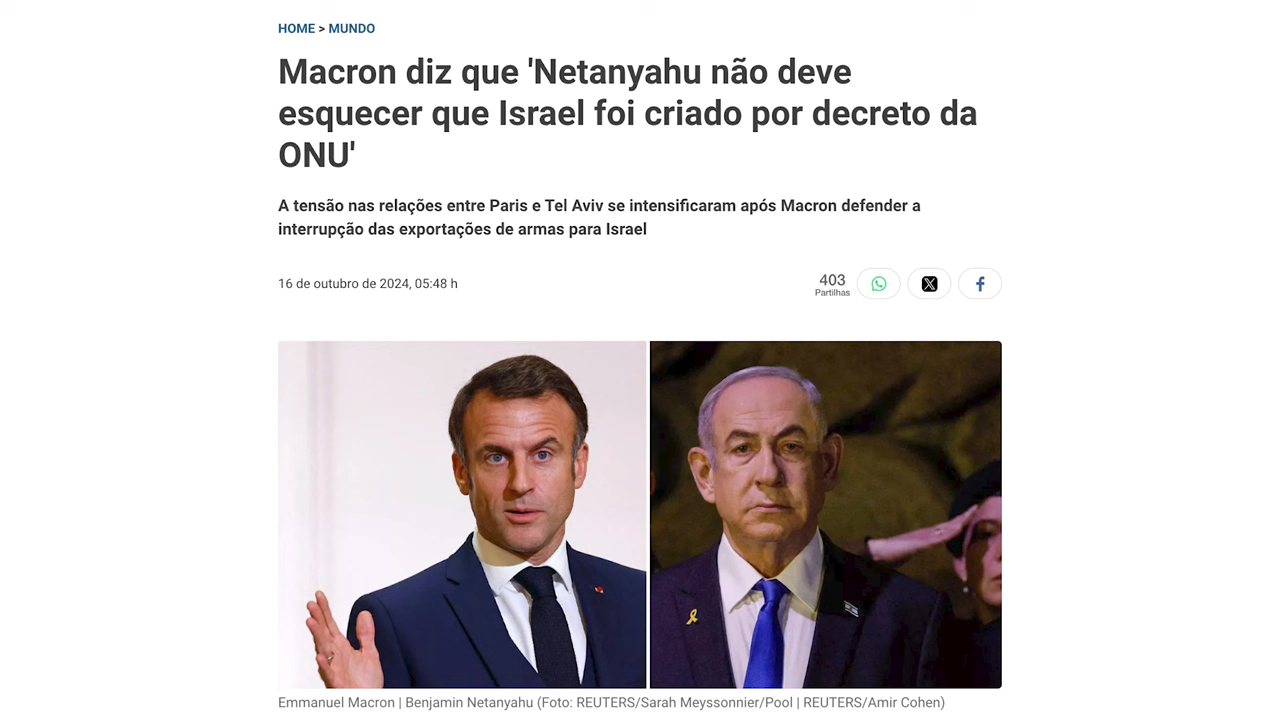 HOME > MUNDO
Macron diz que 'Netanyahu não deve
esquecer que Israel foi criado por decreto da
ONU'
A tensão nas relações entre Paris e Tel Aviv se intensificaram após Macron defender a
interrupção das exportações de armas para Israel
16 de outubro de 2024, 05:48 h
403
Partilhas
Emmanuel Macron | Benjamin Netanyahu (Foto: REUTERS/Sarah Meyssonnier/Pool | REUTERS/Amir Cohen)